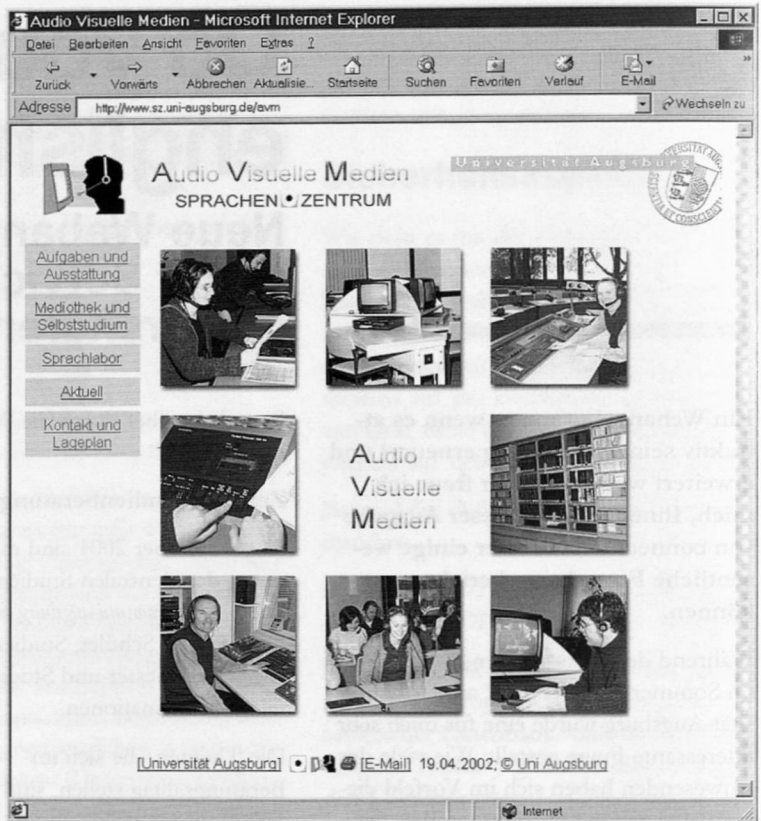 Audio Visuelle Medien - Microsoft Internet Explorer
Datei Bearbeiten Ansicht Favoriten Extras ?
Zurück Vorwärts Abbrechen Aktualisie... Startseite Suchen Favoriten Verlauf E-Mail
Adresse http://www.sz.uni-augsburg.de/avm Wechseln zu
Universität Augsburg
Audio Visuelle Medien
SPRACHEN ZENTRUM
Aufgaben und
Ausstattung
Mediothek und
Selbststudium
Sprachlabor
Aktuell
Kontakt und
Lageplan
Audio
Visuelle
Medien
[Universität Augsburg] [E-Mail] 19.04.2002; © Uni Augsburg
Internet